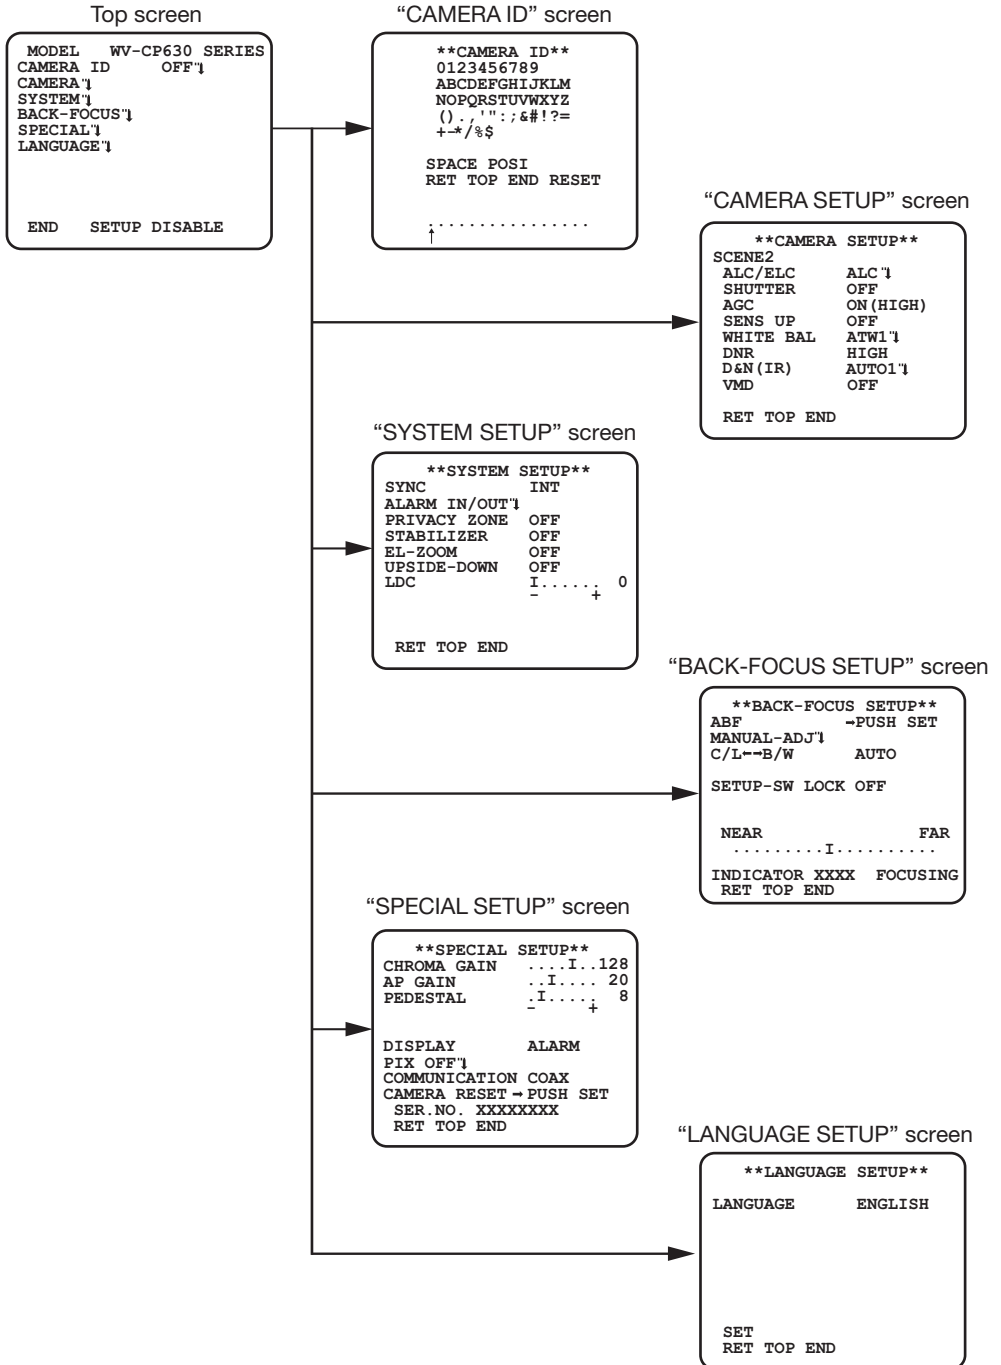 Top screen
MODEL WV-CP630 SERIES
CAMERA ID OFF
CAMERA
SYSTEM
BACK-FOCUS
SPECIAL
LANGUAGE
END SETUP DISABLE
“CAMERA ID” screen
**CAMERA ID**
0123456789
ABCDEFGHIJKLM
NOPQRSTUVWXYZ
().,'":;&#!?=
+-*/%$
SPACE POSI
RET TOP END RESET
................
“CAMERA SETUP” screen
**CAMERA SETUP**
SCENE2
ALC/ELC ALC
SHUTTER OFF
AGC ON(HIGH)
SENS UP OFF
WHITE BAL ATW1
DNR HIGH
D&N(IR) AUTO1
VMD OFF
RET TOP END
“SYSTEM SETUP” screen
**SYSTEM SETUP**
SYNC INT
ALARM IN/OUT
PRIVACY ZONE OFF
STABILIZER OFF
EL-ZOOM OFF
UPSIDE-DOWN OFF
LDC I...... 0
- +
RET TOP END
“BACK-FOCUS SETUP” screen
**BACK-FOCUS SETUP**
ABF →PUSH SET
MANUAL-ADJ
C/L←→B/W AUTO
SETUP-SW LOCK OFF
NEAR FAR
.........I..........
INDICATOR XXXX FOCUSING
RET TOP END
“SPECIAL SETUP” screen
**SPECIAL SETUP**
CHROMA GAIN ....I..128
AP GAIN ..I.... 20
PEDESTAL .I..... 8
- +
DISPLAY ALARM
PIX OFF
COMMUNICATION COAX
CAMERA RESET →PUSH SET
SER.NO. XXXXXXXX
RET TOP END
“LANGUAGE SETUP” screen
**LANGUAGE SETUP**
LANGUAGE ENGLISH
SET
RET TOP END